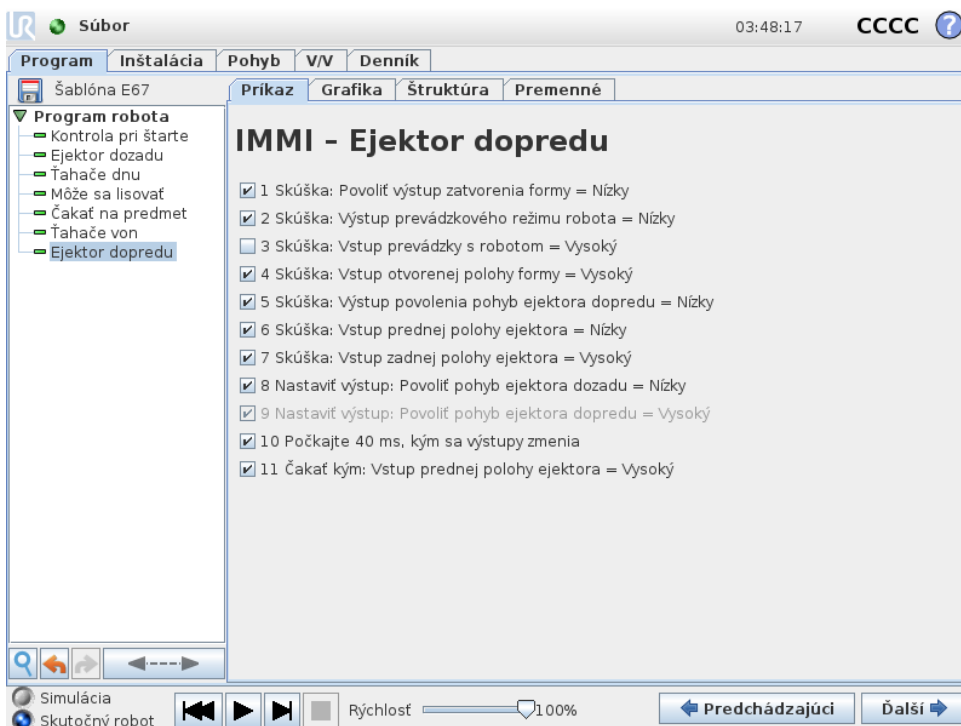 UR Súbor 03:48:17 CCCC ?
Program Inštalácia Pohyb V/V Denník
Šablóna E67
Príkaz Grafika Štruktúra Premenné
Program robota
Kontrola pri štarte
Ejektor dozadu
Ťahače dnu
Môže sa lisovať
Čakať na predmet
Ťahače von
Ejektor dopredu
IMMI – Ejektor dopredu
1 Skúška: Povoliť výstup zatvorenia formy = Nízky
2 Skúška: Výstup prevádzkového režimu robota = Nízky
3 Skúška: Vstup prevádzky s robotom = Vysoký
4 Skúška: Vstup otvorenej polohy formy = Vysoký
5 Skúška: Výstup povolenia pohyb ejektora dopredu = Nízky
6 Skúška: Vstup prednej polohy ejektora = Nízky
7 Skúška: Vstup zadnej polohy ejektora = Vysoký
8 Nastaviť výstup: Povoliť pohyb ejektora dozadu = Nízky
9 Nastaviť výstup: Povoliť pohyb ejektora dopredu = Vysoký
10 Počkajte 40 ms, kým sa výstupy zmenia
11 Čakať kým: Vstup prednej polohy ejektora = Vysoký
Simulácia
Skutočný robot
Rýchlosť 100%
Predchádzajúci
Ďalší